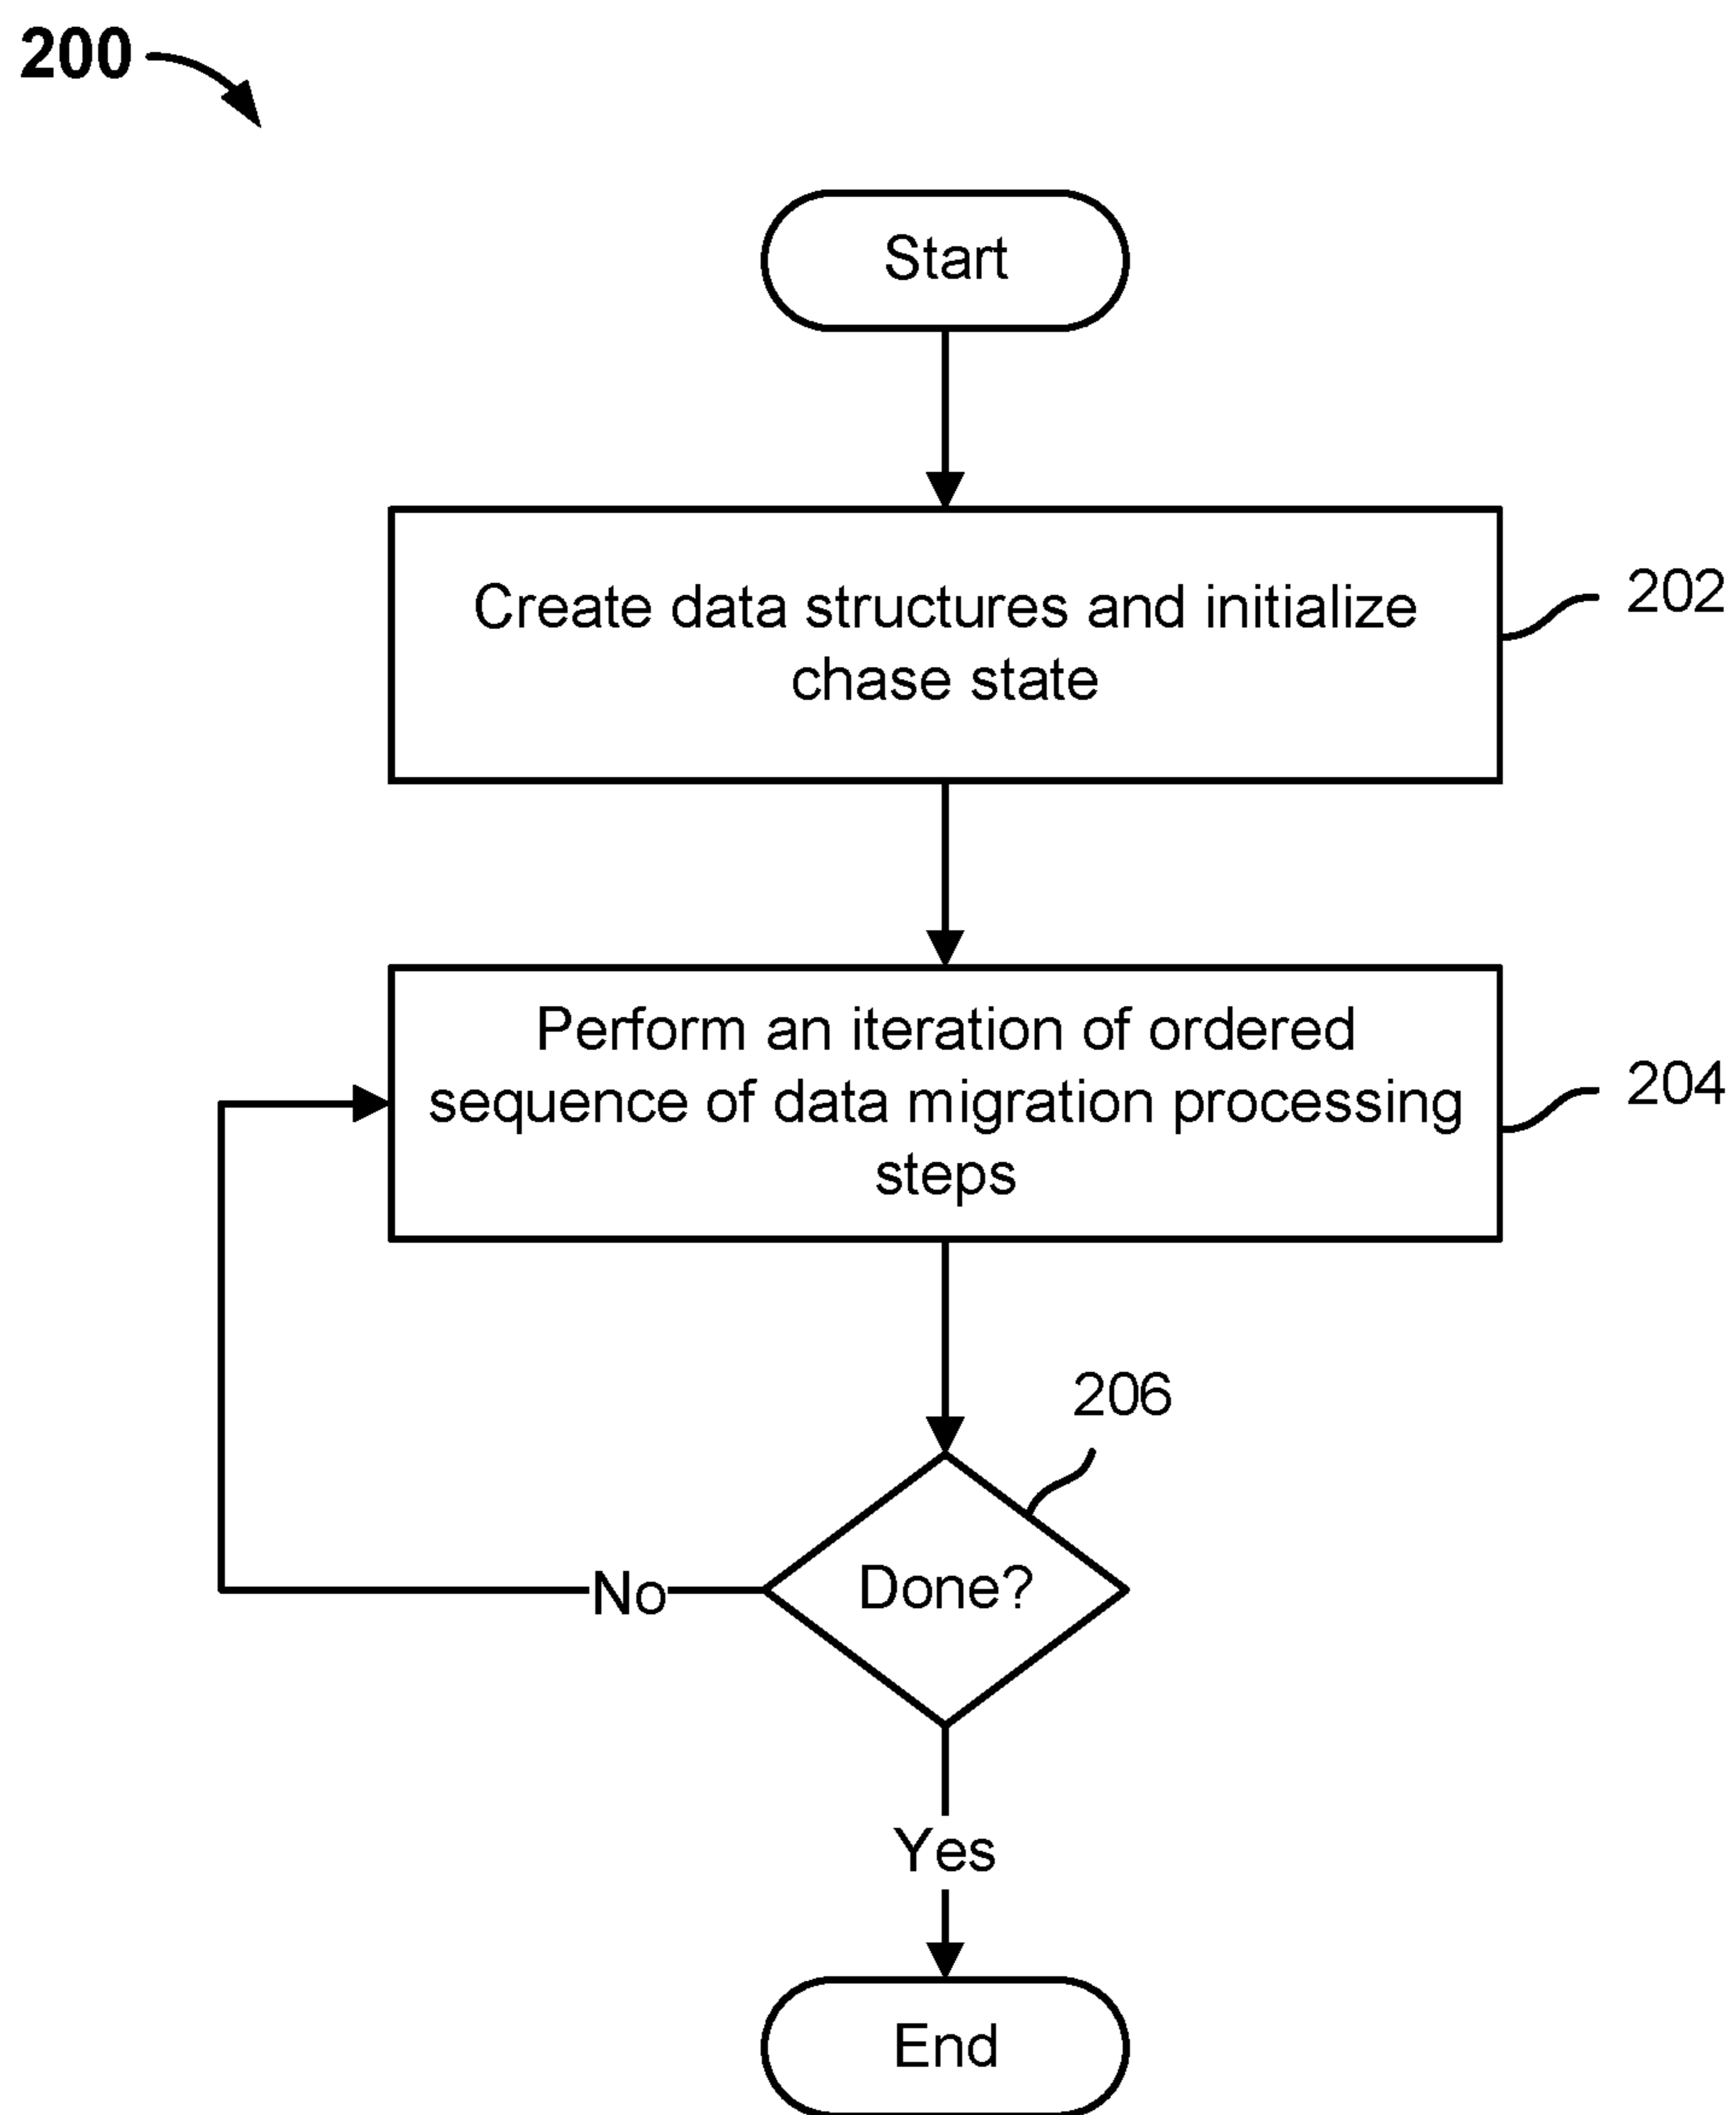 200
Start
Create data structures and initialize
chase state
202
Perform an iteration of ordered
sequence of data migration processing
steps
204
206
Done?
No
Yes
End